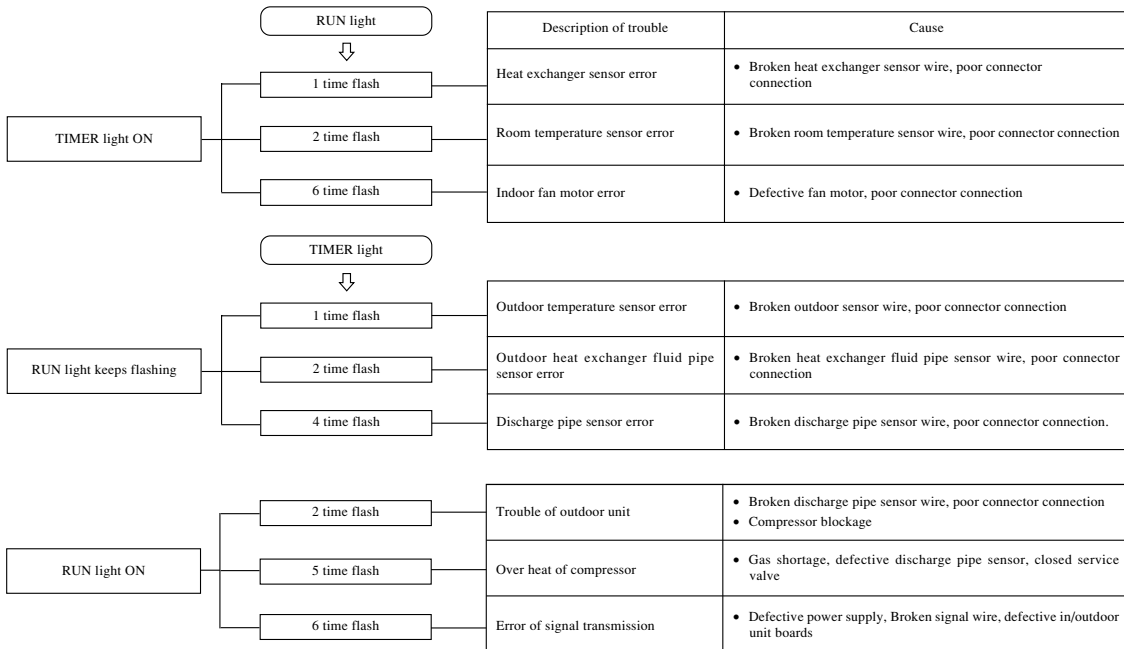 RUN light
Description of trouble
Cause
TIMER light ON
1 time flash
Heat exchanger sensor error
• Broken heat exchanger sensor wire, poor connector
connection
2 time flash
Room temperature sensor error
• Broken room temperature sensor wire, poor connector connection
6 time flash
Indoor fan motor error
• Defective fan motor, poor connector connection
TIMER light
RUN light keeps flashing
1 time flash
Outdoor temperature sensor error
• Broken outdoor sensor wire, poor connector connection
2 time flash
Outdoor heat exchanger fluid pipe
sensor error
• Broken heat exchanger fluid pipe sensor wire, poor connector
connection
4 time flash
Discharge pipe sensor error
• Broken discharge pipe sensor wire, poor connector connection.
RUN light ON
2 time flash
Trouble of outdoor unit
• Broken discharge pipe sensor wire, poor connector connection
• Compressor blockage
5 time flash
Over heat of compressor
• Gas shortage, defective discharge pipe sensor, closed service
valve
6 time flash
Error of signal transmission
• Defective power supply, Broken signal wire, defective in/outdoor
unit boards